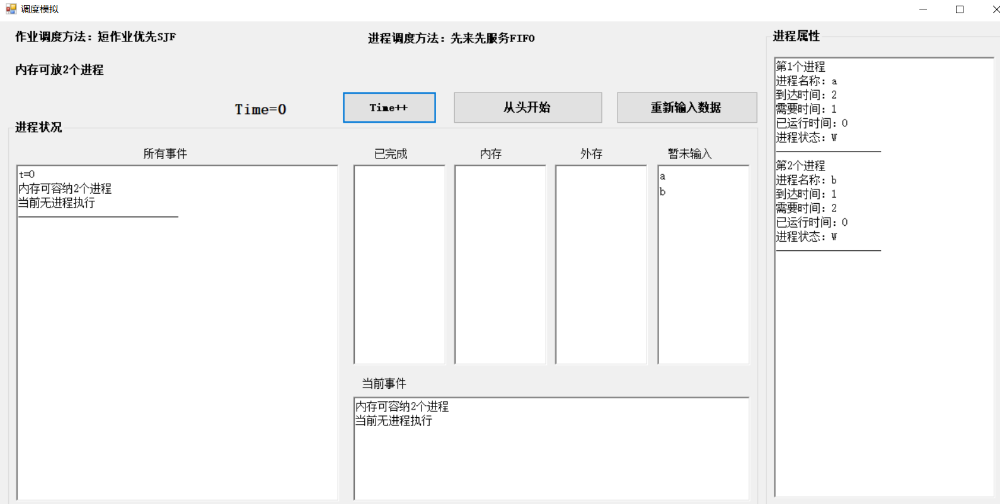 调度模拟
作业调度方法：短作业优先SJF
进程调度方法：先来先服务FIFO
内存可放2个进程
Time=0
Time++
从头开始
重新输入数据
进程状况
所有事件
t=0
内存可容纳2个进程
当前无进程执行
已完成
内存
外存
暂未输入
a
b
当前事件
内存可容纳2个进程
当前无进程执行
进程属性
第1个进程
进程名称：a
到达时间：2
需要时间：1
已运行时间：0
进程状态：W
第2个进程
进程名称：b
到达时间：1
需要时间：2
已运行时间：0
进程状态：W